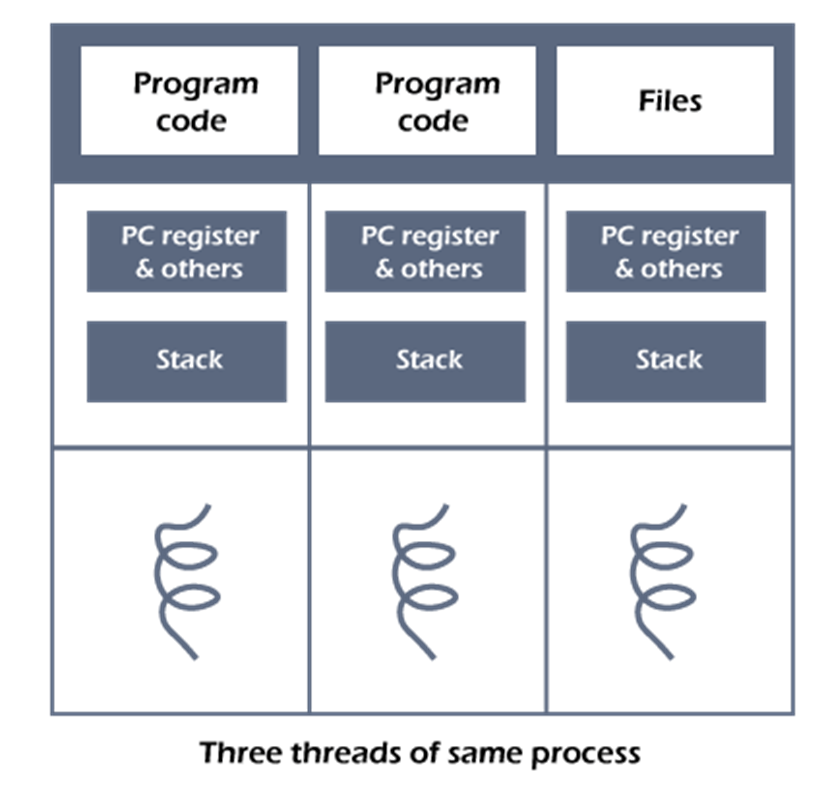 Program
code
Program
code
Files
PC register
& others
PC register
& others
PC register
& others
Stack
Stack
Stack
Three threads of same process